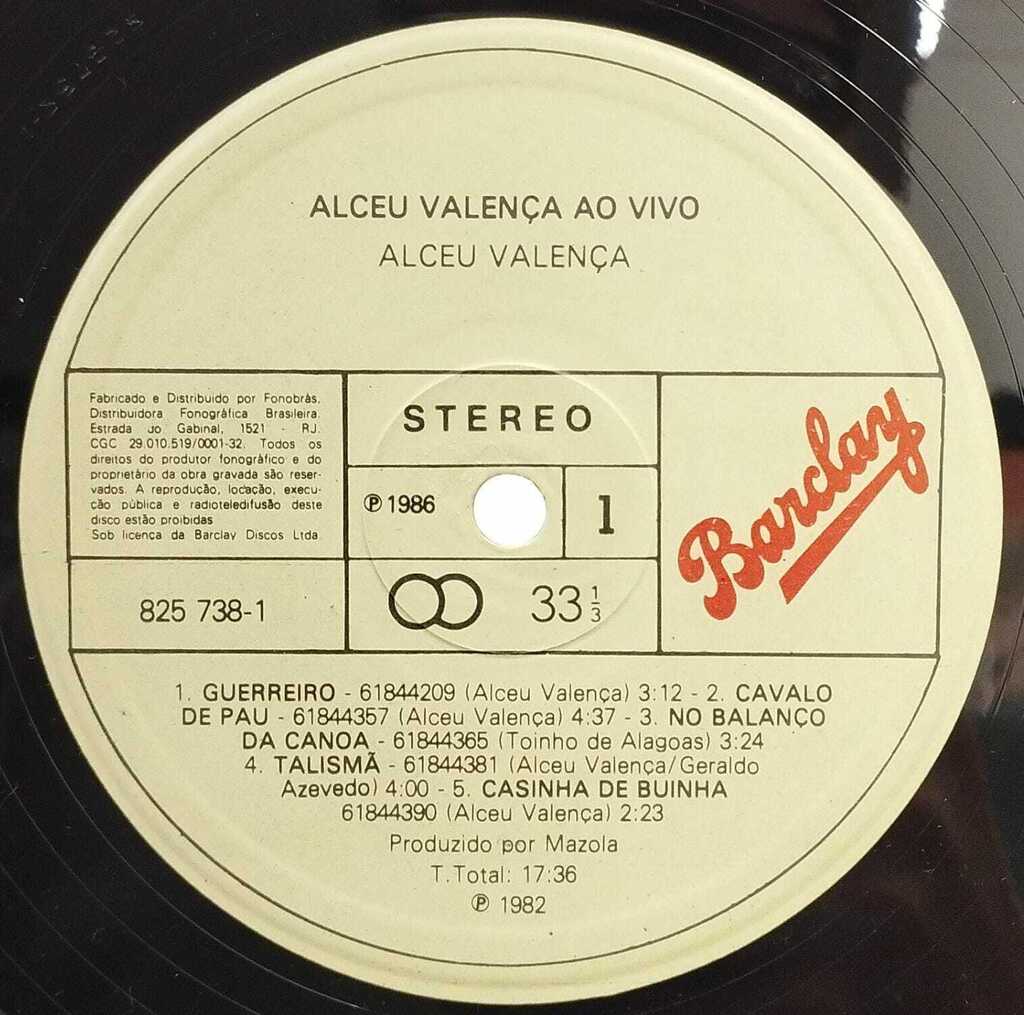 ALCEU VALENÇA AO VIVO
ALCEU VALENÇA
Fabricado e Distribuido por Fonobrás,
Distribuidora Fonográfica Brasileira.
Estrada do Gabinal, 1521 - RJ.
CGC 29.010.519/0001-32. Todos os
direitos do produtor fonográfico e do
proprietário da obra gravada são reser-
vados. A reprodução, locação, execu-
ção pública e radioteledifusão deste
disco estão proibidas
Sob licença da Barclay Discos Ltda.
825 738-1
STEREO
℗ 1986
1
33 1/3
Barclay
1. GUERREIRO - 61844209 (Alceu Valença) 3:12 - 2. CAVALO
DE PAU - 61844357 (Alceu Valença) 4:37 - 3. NO BALANÇO
DA CANOA - 61844365 (Toinho de Alagoas) 3:24
4. TALISMÃ - 61844381 (Alceu Valença/Geraldo
Azevedo) 4:00 - 5. CASINHA DE BUINHA
61844390 (Alceu Valença) 2:23
Produzido por Mazola
T.Total: 17:36
℗ 1982